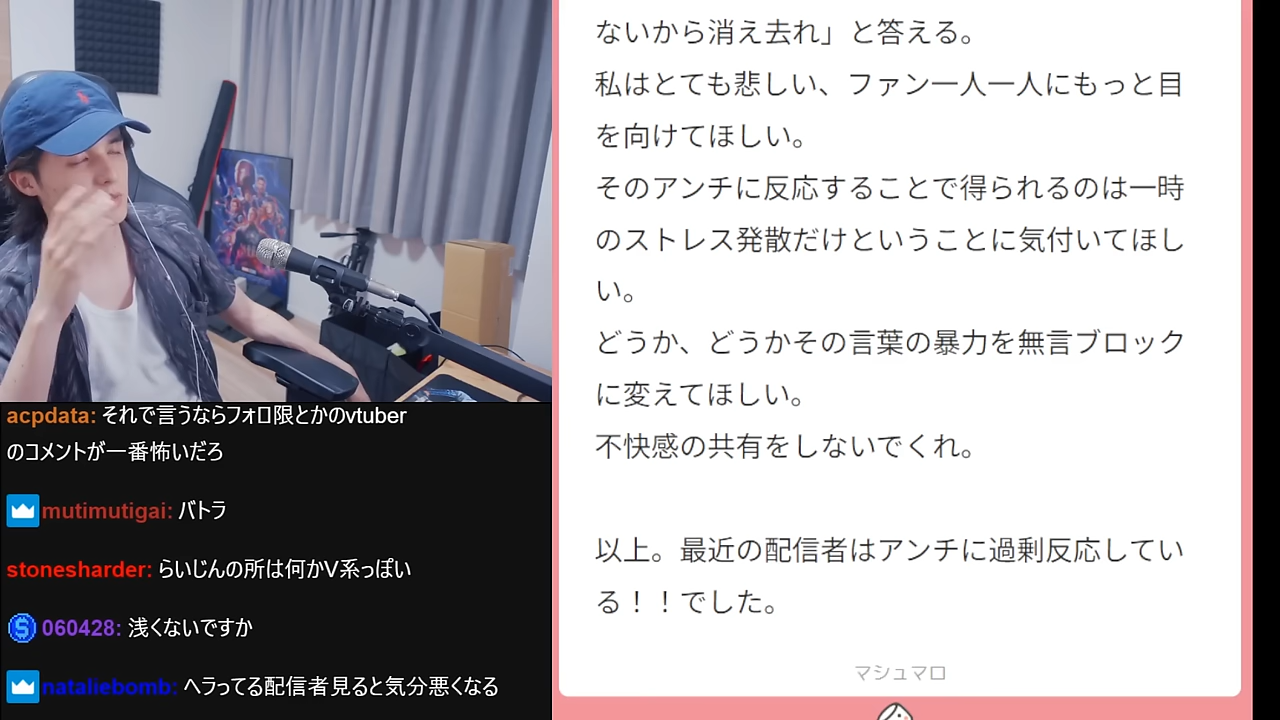 ないから消え去れ」と答える。
私はとても悲しい、ファン一人一人にもっと目
を向けてほしい。
そのアンチに反応することで得られるのは一時
のストレス発散だけということに気付いてほし
い。
どうか、どうかその言葉の暴力を無言ブロック
に変えてほしい。
不快感の共有をしないでくれ。
以上。最近の配信者はアンチに過剰反応してい
る！！でした。
マシュマロ
acpdata: それで言うならフォロ限とかのvtuber
のコメントが一番怖いだろ
mutimutigai: バトラ
stonesharder: らいじんの所は何かV系っぽい
060428: 浅くないですか
nataliebomb: ヘラってる配信者見ると気分悪くなる